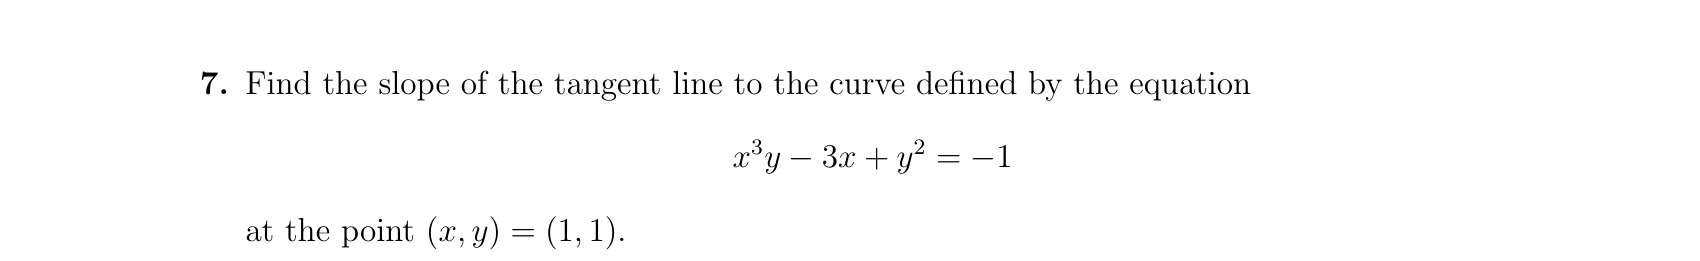 7. Find the slope of the tangent line to the curve defined by the equation
x³y − 3x + y² = −1
at the point (x, y) = (1, 1).